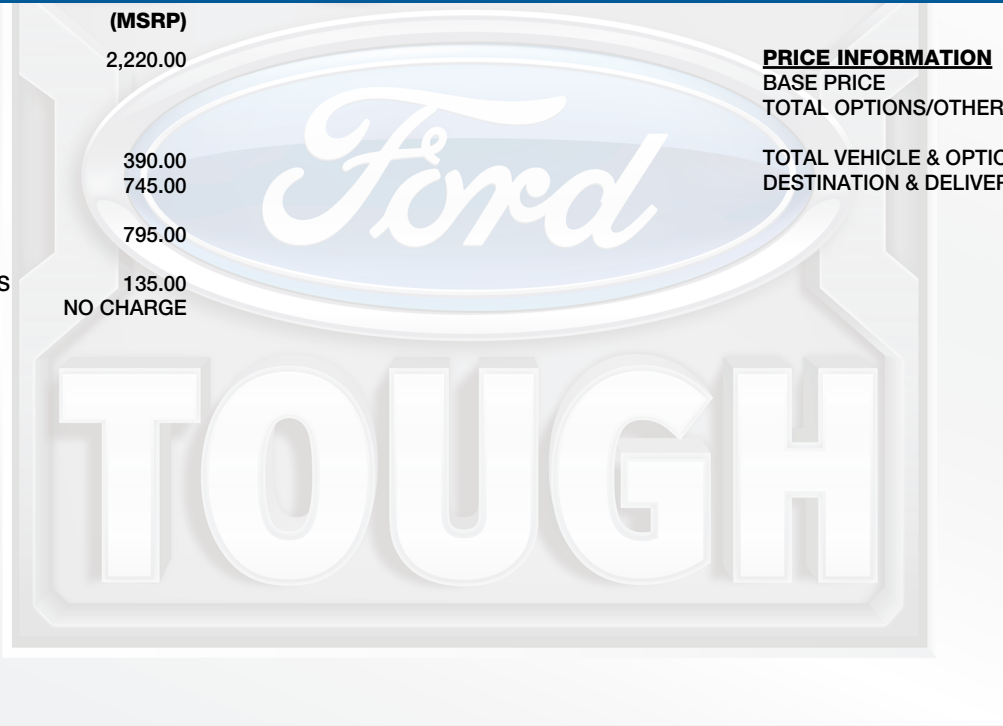 (MSRP)
2,220.00
390.00
745.00
795.00
S 135.00
NO CHARGE
PRICE INFORMATION
BASE PRICE
TOTAL OPTIONS/OTHER
TOTAL VEHICLE & OPTIO
DESTINATION & DELIVER
Ford
TOUGH